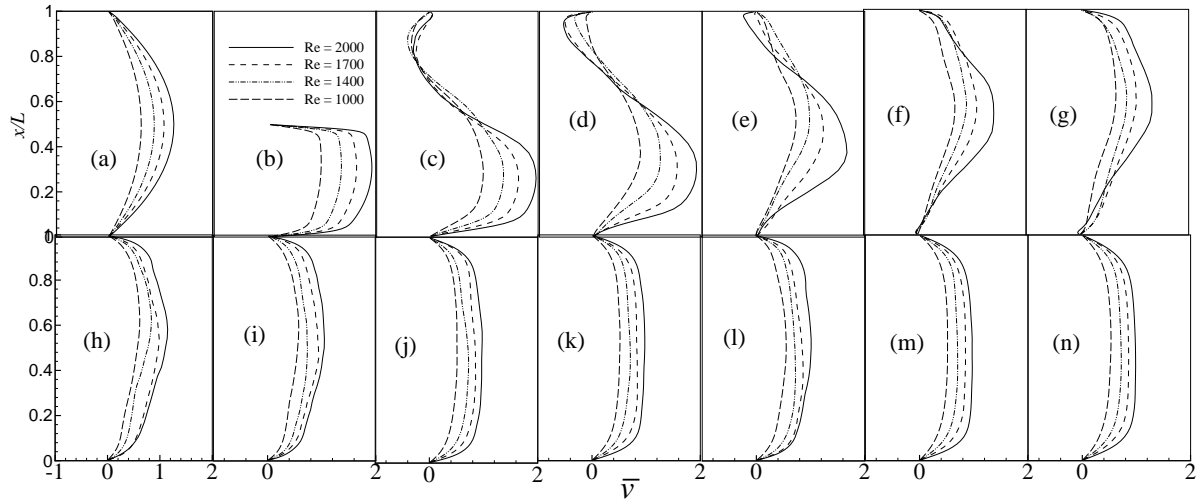 1
0.8
0.6
0.4
0.2
0
x/L
Re = 2000
Re = 1700
Re = 1400
Re = 1000
(a)
(b)
(c)
(d)
(e)
(f)
(g)
1
0.8
0.6
0.4
0.2
0
(h)
(i)
(j)
(k)
(l)
(m)
(n)
-1 0 1 2 0 2 0 2 0 2 0 2 0 2 0 2
v̅